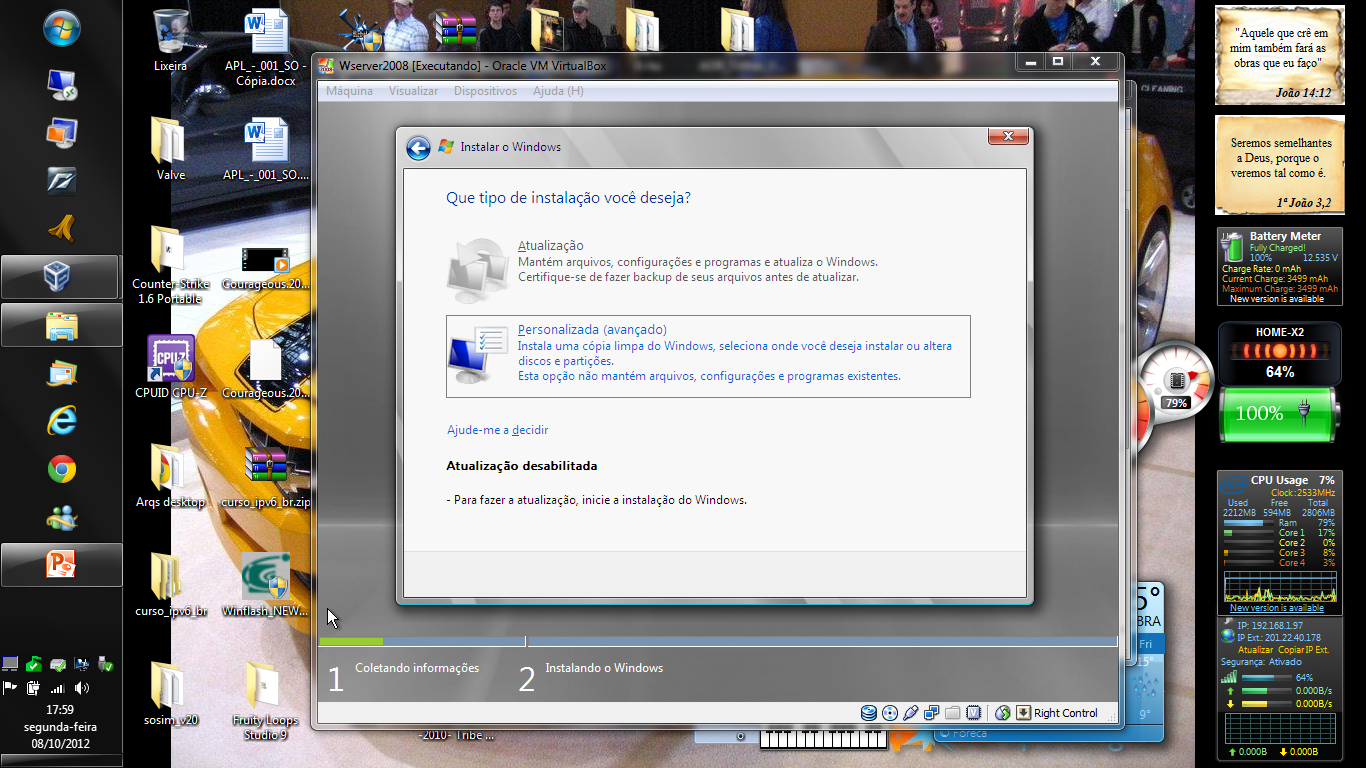 Lixeira
APL_-_001_SO -
Cópia.docx
Valve
APL_-_001_SO....
Counter-Strike
1.6 Portable
Courageous.20...
CPUID CPU-Z
Courageous.20...
Arqs desktop
curso_ipv6_br.zip
curso_ipv6_br
Winflash_NEW...
sosim_v20
Fruity Loops
Studio 9
-2010- Tribe ...
17:59
segunda-feira
08/10/2012
Wserver2008 [Executando] - Oracle VM VirtualBox
Máquina Visualizar Dispositivos Ajuda (H)
Instalar o Windows
Que tipo de instalação você deseja?
Atualização
Mantém arquivos, configurações e programas e atualiza o Windows.
Certifique-se de fazer backup de seus arquivos antes de atualizar.
Personalizada (avançado)
Instala uma cópia limpa do Windows, seleciona onde você deseja instalar ou altera
discos e partições.
Esta opção não mantém arquivos, configurações e programas existentes.
Ajude-me a decidir
Atualização desabilitada
- Para fazer a atualização, inicie a instalação do Windows.
1 Coletando informações
2 Instalando o Windows
Right Control
CLEANING
"Aquele que crê em
mim também fará as
obras que eu faço"
João 14:12
Seremos semelhantes
a Deus, porque o
veremos tal como é.
1ª João 3,2
Battery Meter
Fully Charged!
100% 12.535 V
Charge Rate: 0 mAh
Current Charge: 3499 mAh
Maximum Charge: 3499 mAh
New version is available
HOME-X2
64%
79%
100%
CPU Usage 7%
Clock: 2533MHz
Used Free Total
2212MB 594MB 2806MB
Ram 79%
Core 1 17%
Core 2 0%
Core 3 8%
Core 4 3%
New version is available
IP: 192.168.1.97
IP Ext.: 201.22.40.178
Atualizar Copiar IP Ext.
Segurança: Ativado
64%
0.000B/s
0.000B/s
0.000B 0.000B
5°
BRA
Fri
15°
9°
© Foreca